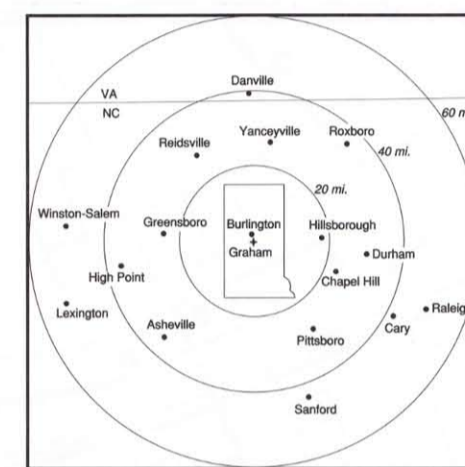 Danville
VA
NC
60 m
Yanceyville
Roxboro
Reidsville
40 mi.
20 mi.
Winston-Salem
Greensboro
Burlington
Hillsborough
Graham
Durham
High Point
Chapel Hill
Lexington
Raleig
Asheville
Cary
Pittsboro
Sanford